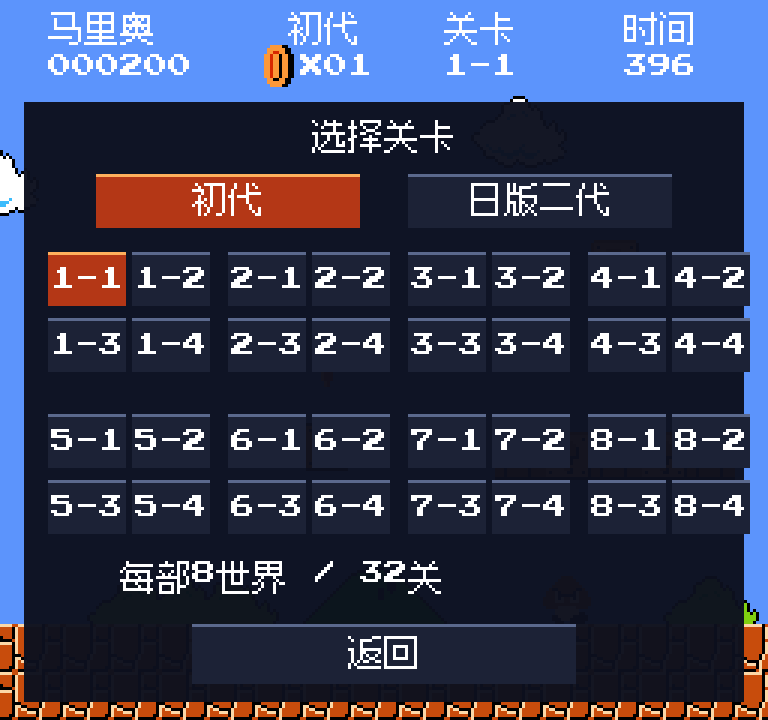 马里奥 初代 关卡 时间
000200 ×01 1-1 396
选择关卡
初代 日版二代
1-1 1-2 2-1 2-2 3-1 3-2 4-1 4-2
1-3 1-4 2-3 2-4 3-3 3-4 4-3 4-4
5-1 5-2 6-1 6-2 7-1 7-2 8-1 8-2
5-3 5-4 6-3 6-4 7-3 7-4 8-3 8-4
每部8世界 / 32关
返回